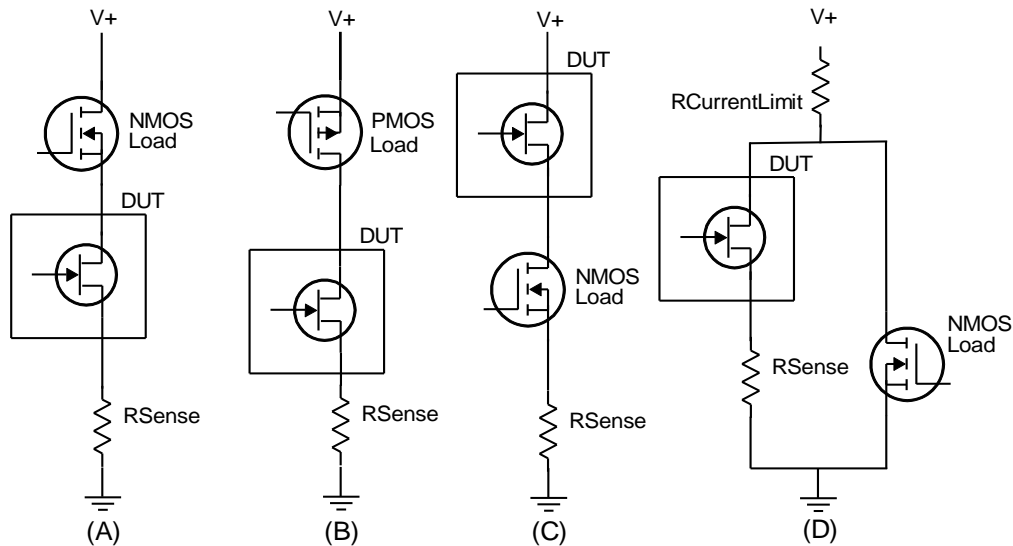 V+
NMOS
Load
DUT
RSense
(A)
V+
PMOS
Load
DUT
RSense
(B)
V+
DUT
NMOS
Load
RSense
(C)
V+
RCurrentLimit
DUT
RSense
NMOS
Load
(D)